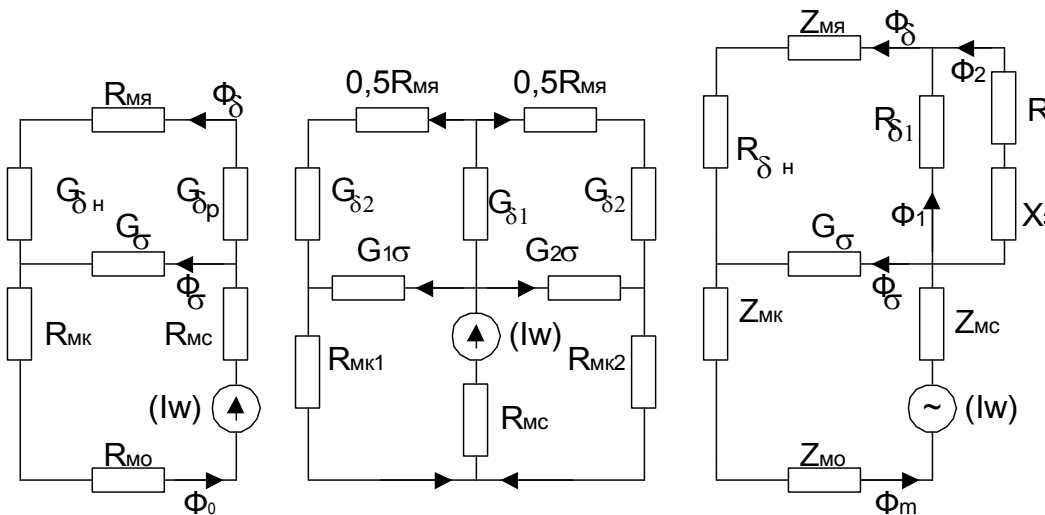 Rмя
Φδ
Gδн
Gδр
Gσ
Φσ
Rмк
Rмс
(Iw)
Rмо
Φ0
0,5Rмя
0,5Rмя
Gδ2
Gδ1
Gδ2
G1σ
G2σ
Rмк1
(Iw)
Rмк2
Rмс
Zмя
Φδ
Φ2
Rδн
Rδ1
R
Φ1
Gσ
Φσ
Zмк
Zмс
(Iw)
~
Zмо
Φm